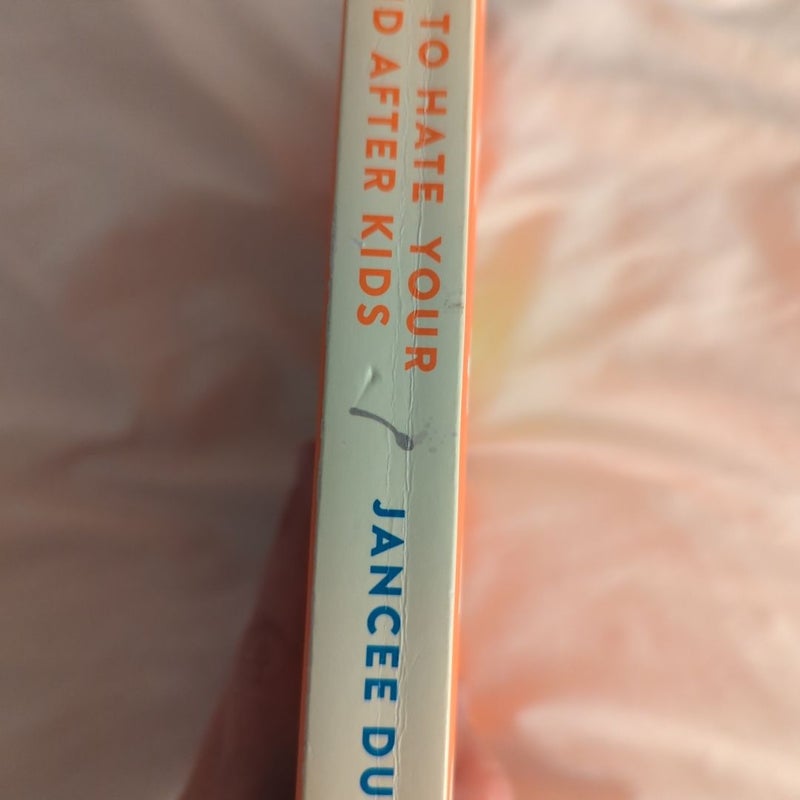 TO HATE YOUR
D AFTER KIDS
JANCEE DU